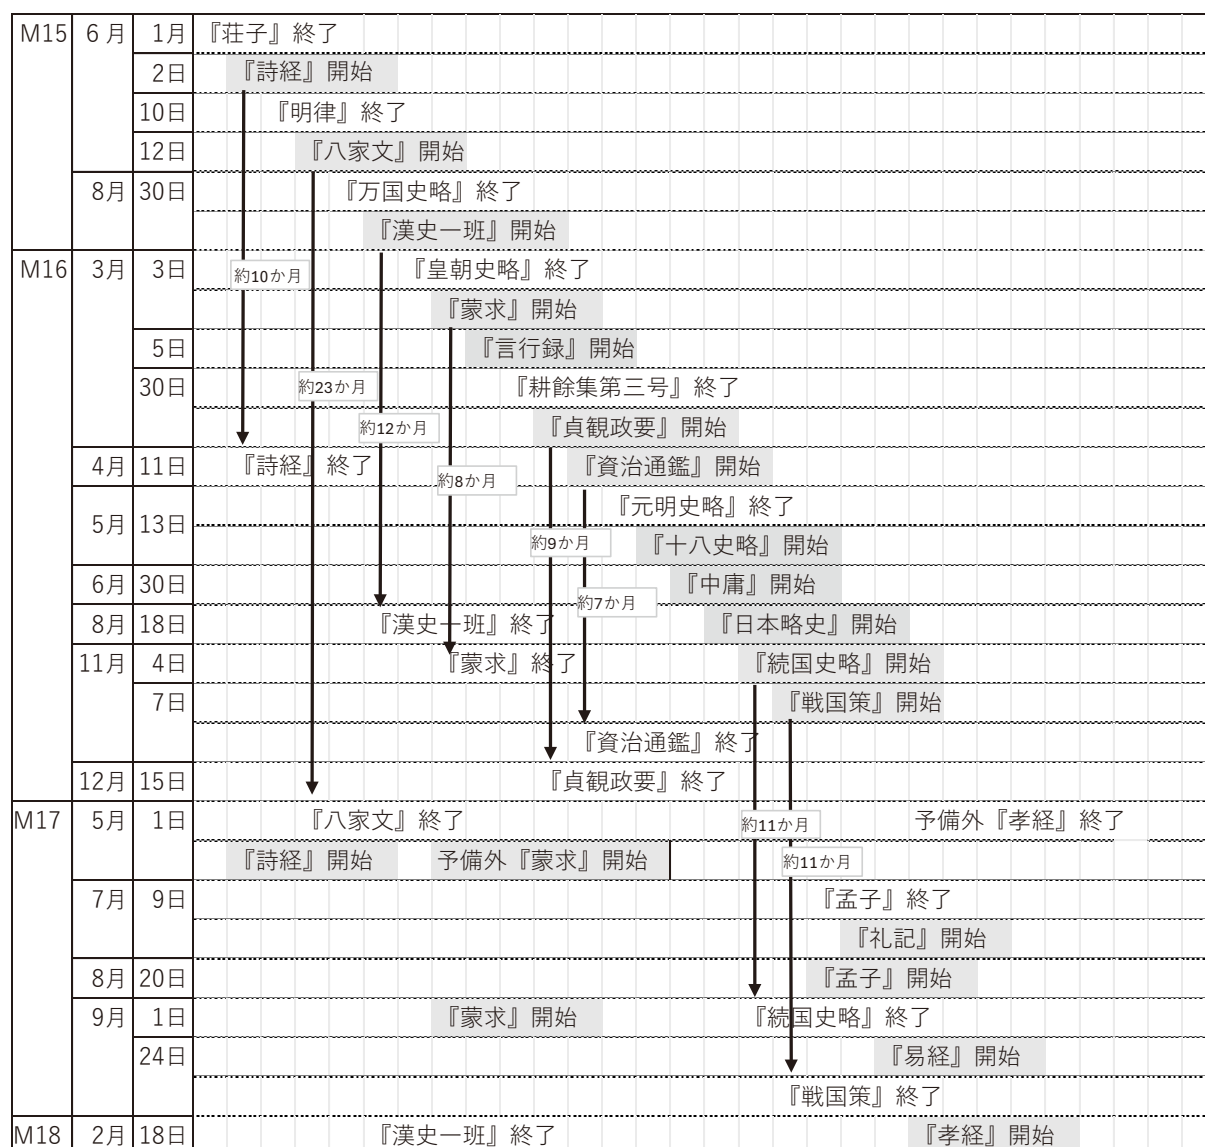 M15 6月 1月 『荘子』終了
2日 『詩経』開始
10日 『明律』終了
12日 『八家文』開始
8月 30日 『万国史略』終了
『漢史一班』開始
M16 3月 3日 約10か月 『皇朝史略』終了
『蒙求』開始
5日 『言行録』開始
30日 約23か月 『耕餘集第三号』終了
約12か月 『貞観政要』開始
4月 11日 『詩経』終了 約8か月 『資治通鑑』開始
5月 13日 『元明史略』終了
約9か月 『十八史略』開始
6月 30日 約7か月 『中庸』開始
8月 18日 『漢史一班』終了 『日本略史』開始
11月 4日 『蒙求』終了 『続国史略』開始
7日 『戦国策』開始
『資治通鑑』終了
12月 15日 『貞観政要』終了
M17 5月 1日 『八家文』終了 約11か月 予備外『孝経』終了
『詩経』開始 予備外『蒙求』開始 約11か月
7月 9日 『孟子』終了
『礼記』開始
8月 20日 『孟子』開始
9月 1日 『蒙求』開始 『続国史略』終了
24日 『易経』開始
『戦国策』終了
M18 2月 18日 『漢史一班』終了 『孝経』開始